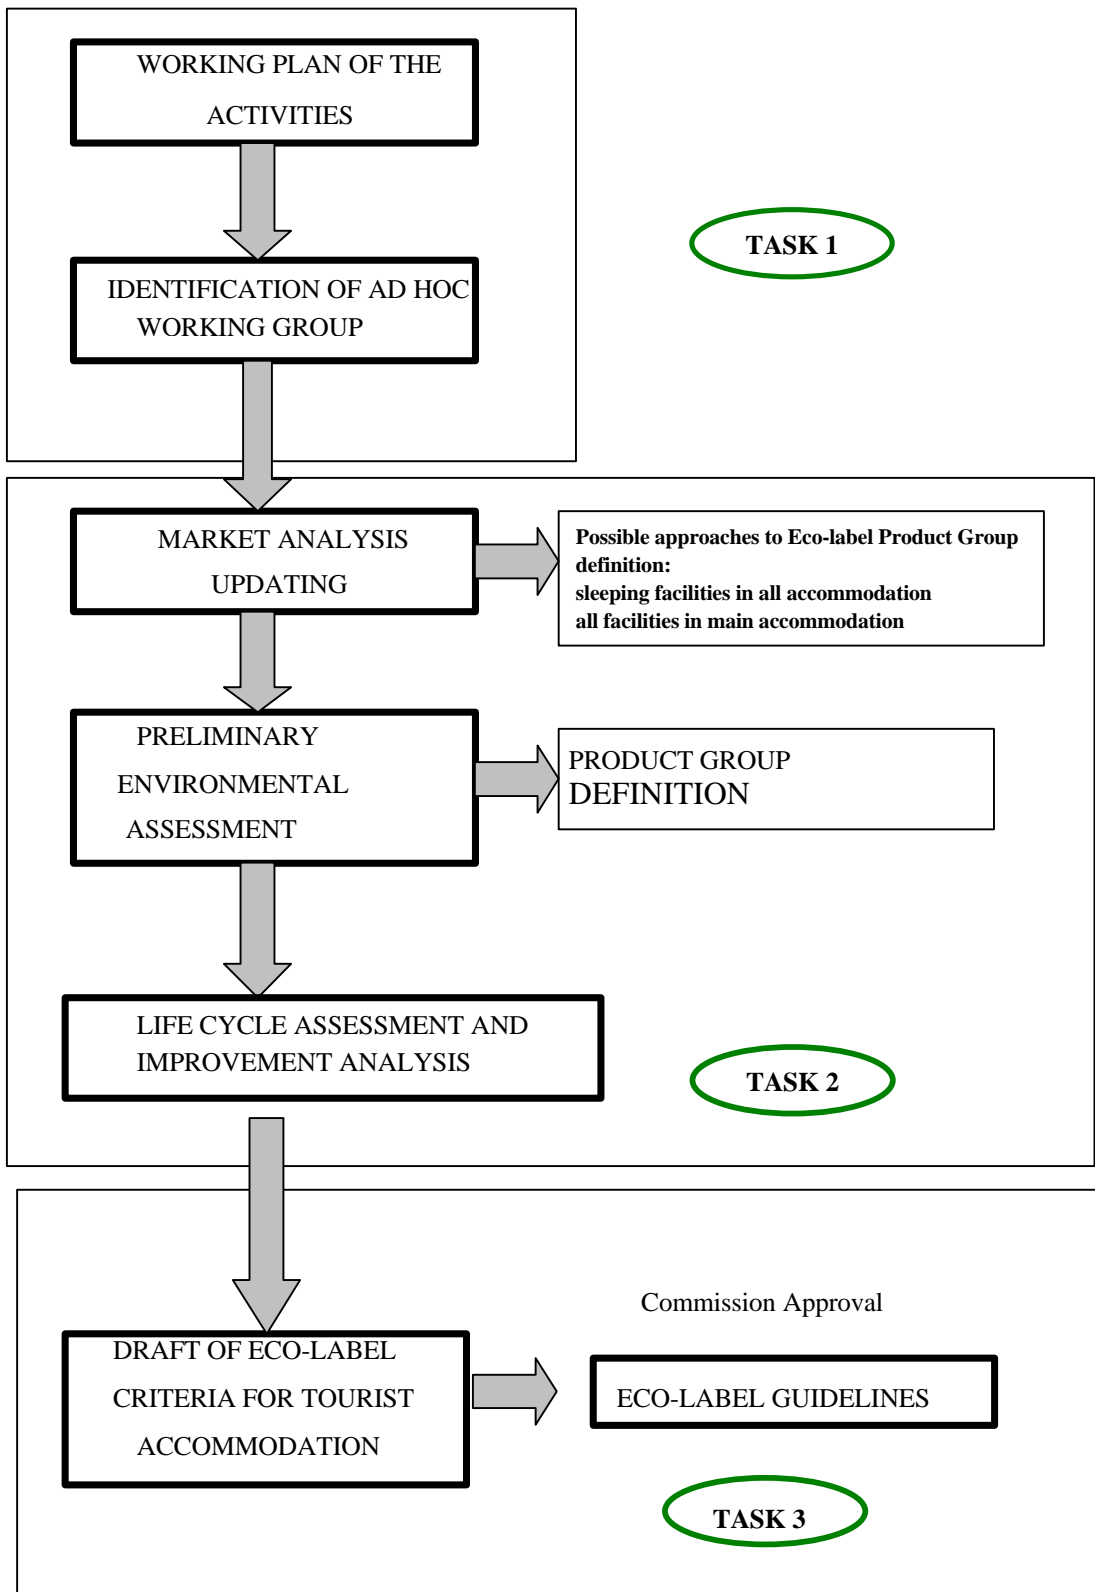 WORKING PLAN OF THE
ACTIVITIES
TASK 1
IDENTIFICATION OF AD HOC
WORKING GROUP
MARKET ANALYSIS
UPDATING
Possible approaches to Eco-label Product Group
definition:
sleeping facilities in all accommodation
all facilities in main accommodation
PRELIMINARY
ENVIRONMENTAL
ASSESSMENT
PRODUCT GROUP
DEFINITION
LIFE CYCLE ASSESSMENT AND
IMPROVEMENT ANALYSIS
TASK 2
Commission Approval
DRAFT OF ECO-LABEL
CRITERIA FOR TOURIST
ACCOMMODATION
ECO-LABEL GUIDELINES
TASK 3